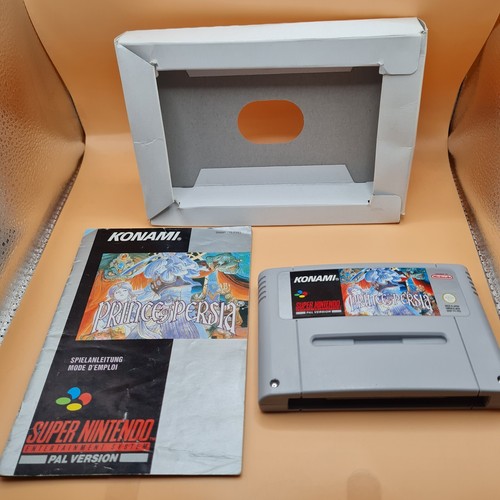 KONAMI®
PRINCE OF PERSIA
SPIELANLEITUNG
MODE D'EMPLOI
SUPER NINTENDO
ENTERTAINMENT SYSTEM
PAL VERSION
KONAMI®
PRINCE OF PERSIA
Nintendo
SUPER NINTENDO
PAL VERSION